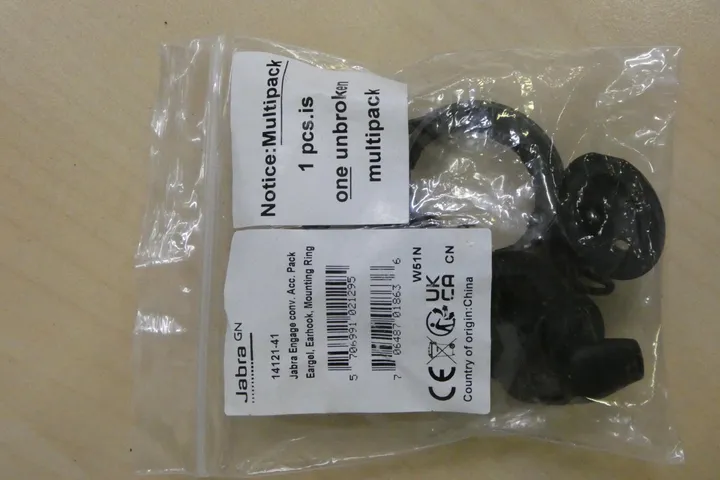 Notice:Multipack
1 pcs.is
one unbroken
multipack
Jabra GN
14121-41
Jabra Engage conv. Acc. Pack
Eargel, Earhook, Mounting Ring
5 706991 021295
7 06487 01863 6
W51N
CE UK CA CN
Country of origin:China